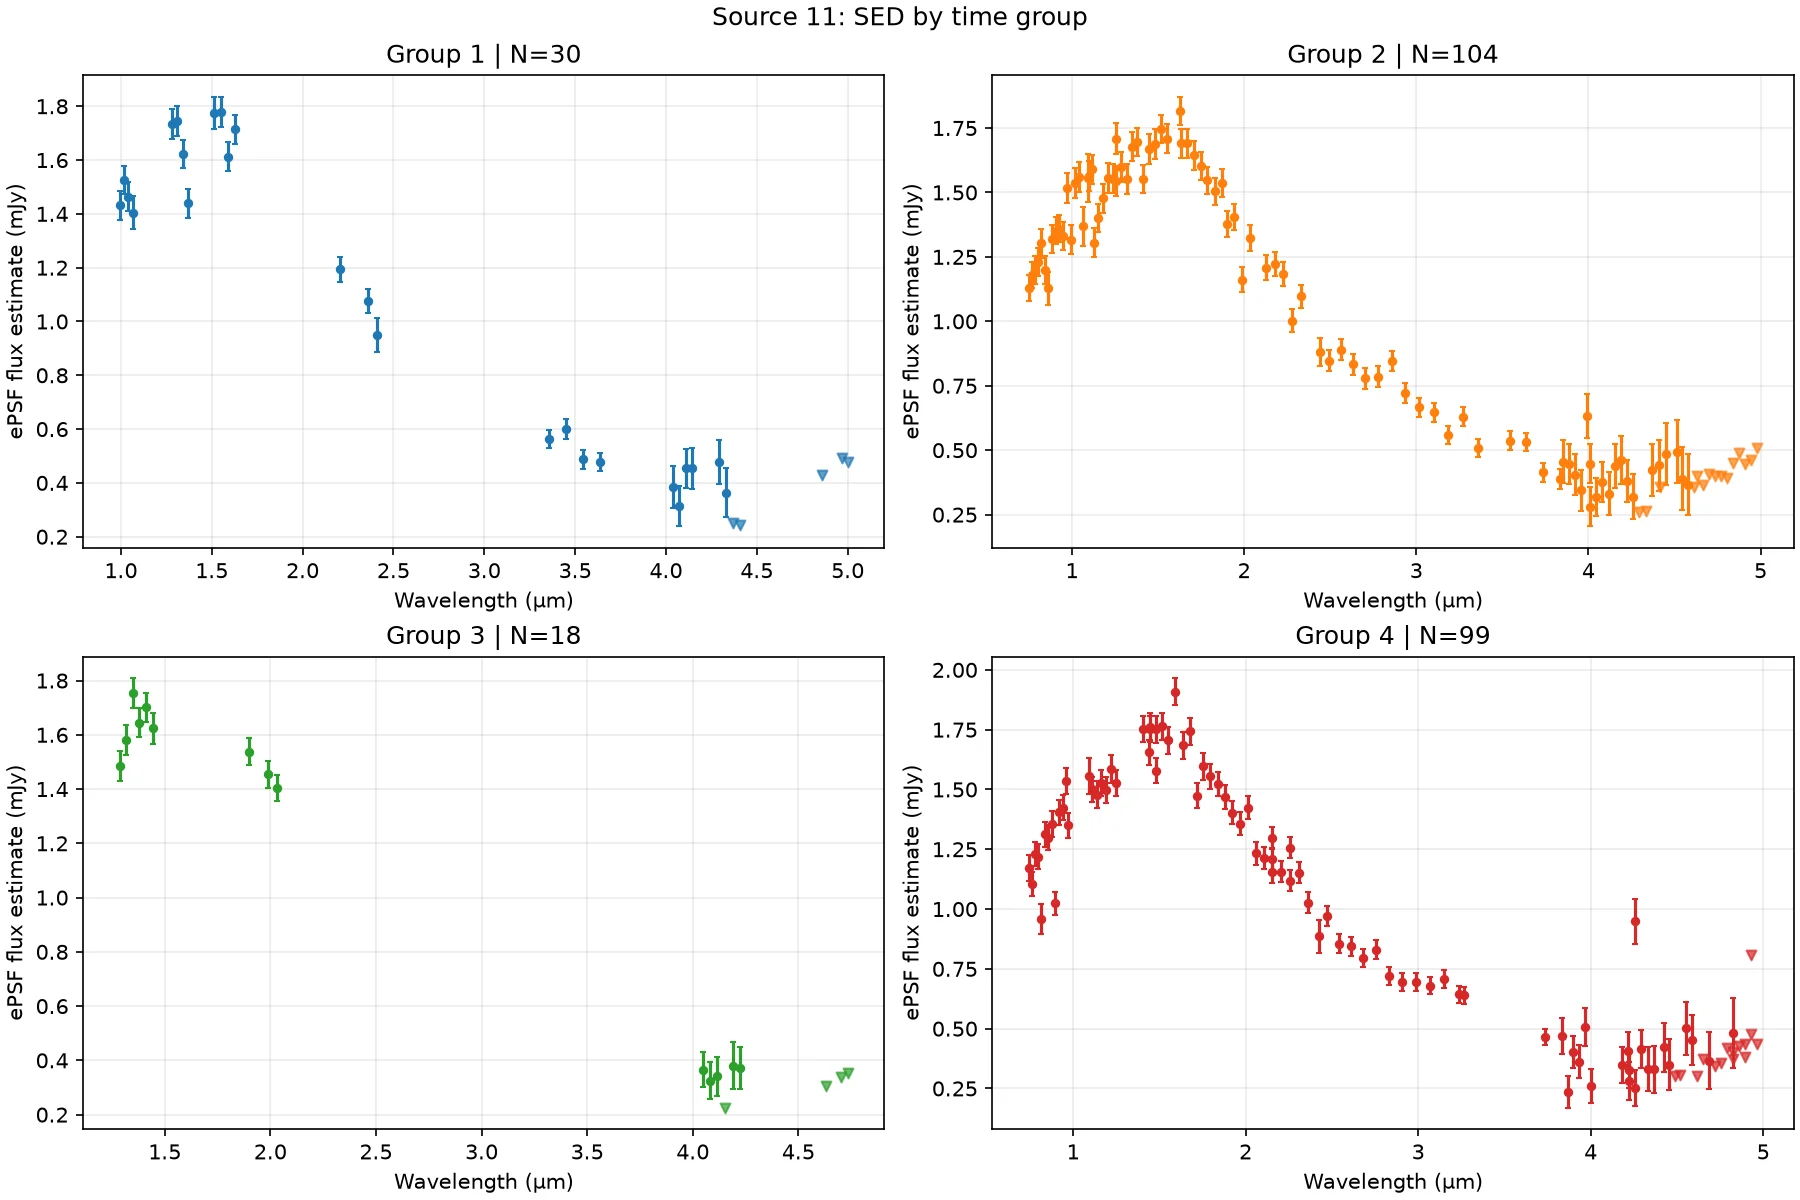 Source 11: SED by time group
Group 1 | N=30
ePSF flux estimate (mJy)
1.8
1.6
1.4
1.2
1.0
0.8
0.6
0.4
0.2
1.0 1.5 2.0 2.5 3.0 3.5 4.0 4.5 5.0
Wavelength (μm)
Group 2 | N=104
ePSF flux estimate (mJy)
1.75
1.50
1.25
1.00
0.75
0.50
0.25
1 2 3 4 5
Wavelength (μm)
Group 3 | N=18
ePSF flux estimate (mJy)
1.8
1.6
1.4
1.2
1.0
0.8
0.6
0.4
0.2
1.5 2.0 2.5 3.0 3.5 4.0 4.5
Wavelength (μm)
Group 4 | N=99
ePSF flux estimate (mJy)
2.00
1.75
1.50
1.25
1.00
0.75
0.50
0.25
1 2 3 4 5
Wavelength (μm)